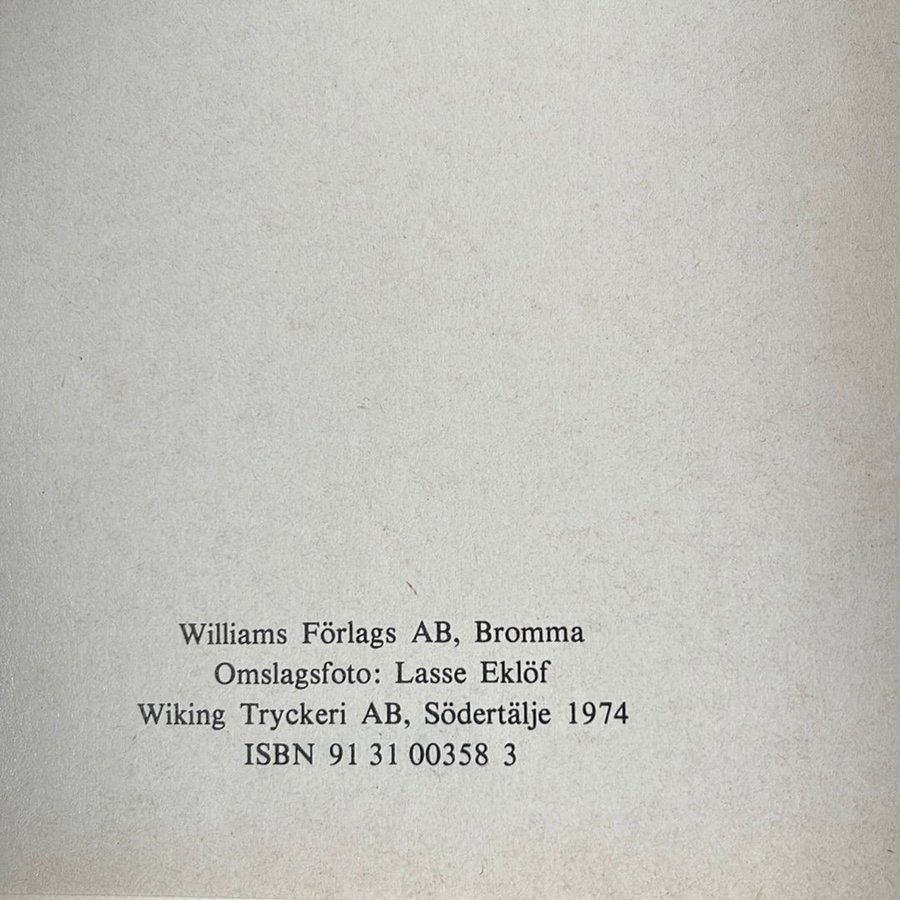 Williams Förlags AB, Bromma
Omslagsfoto: Lasse Eklöf
Wiking Tryckeri AB, Södertälje 1974
ISBN 91 31 00358 3